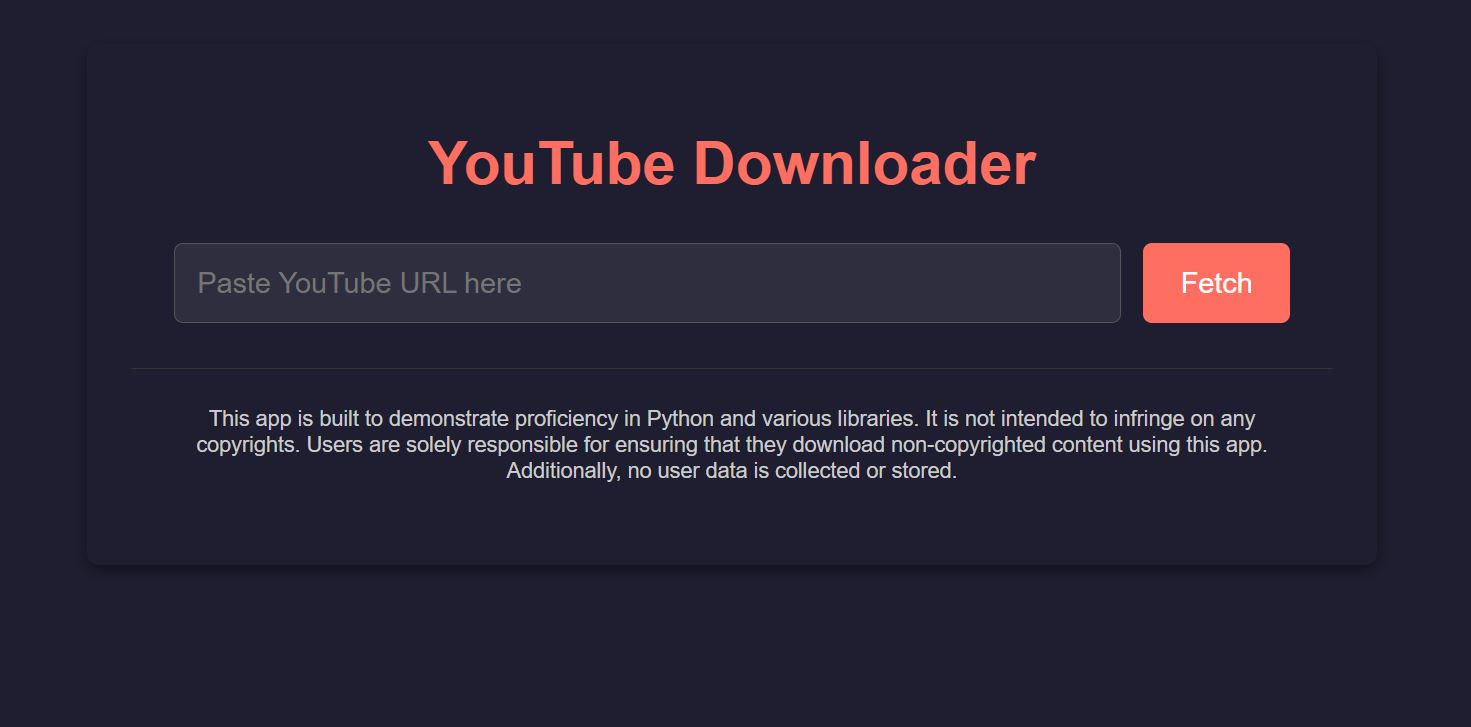 YouTube Downloader
Paste YouTube URL here
Fetch
This app is built to demonstrate proficiency in Python and various libraries. It is not intended to infringe on any
copyrights. Users are solely responsible for ensuring that they download non-copyrighted content using this app.
Additionally, no user data is collected or stored.